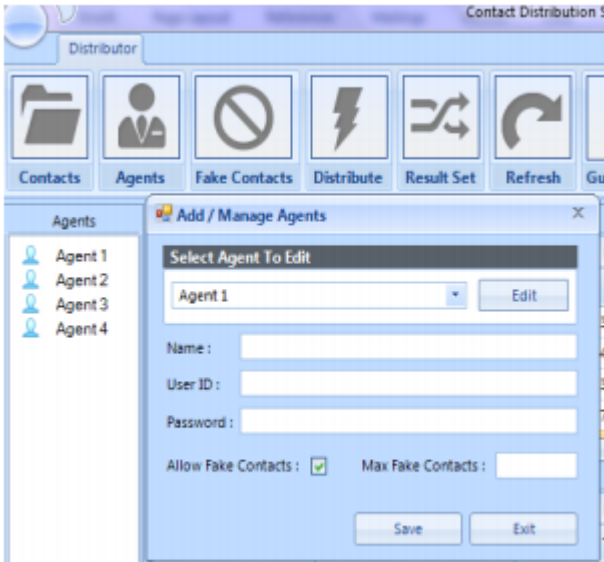 Contact Distribution S
Distributor
Contacts
Agents
Fake Contacts
Distribute
Result Set
Refresh
Gu
Agents
Agent 1
Agent 2
Agent 3
Agent 4
Add / Manage Agents
Select Agent To Edit
Agent 1
Edit
Name :
User ID :
Password :
Allow Fake Contacts :
Max Fake Contacts :
Save
Exit